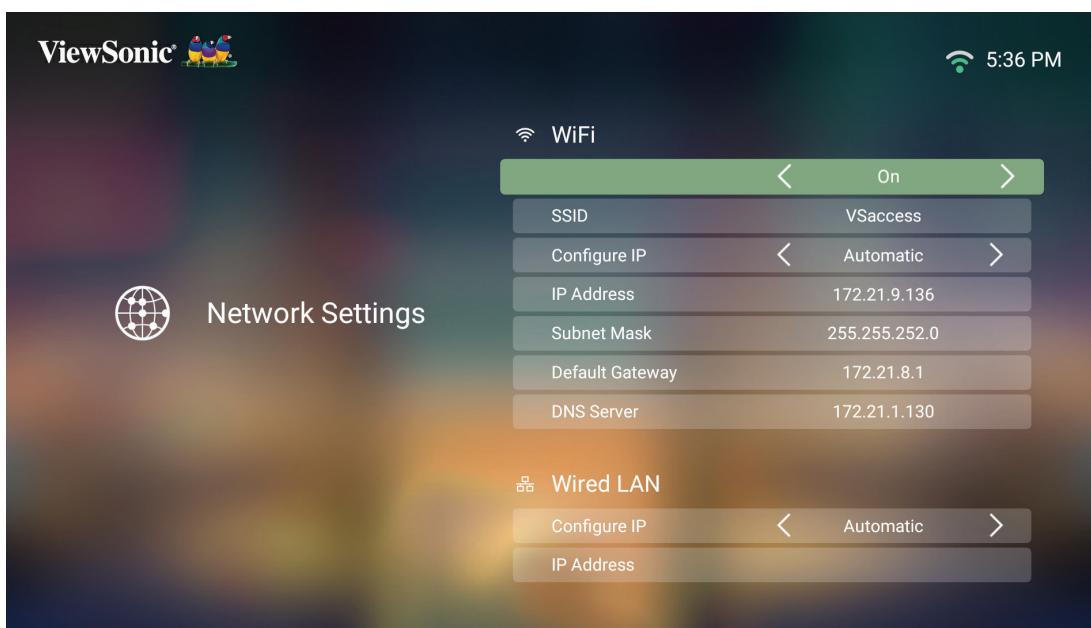 ViewSonic®
5:36 PM
WiFi
On
SSID VSaccess
Configure IP Automatic
IP Address 172.21.9.136
Subnet Mask 255.255.252.0
Default Gateway 172.21.8.1
DNS Server 172.21.1.130
Network Settings
Wired LAN
Configure IP Automatic
IP Address